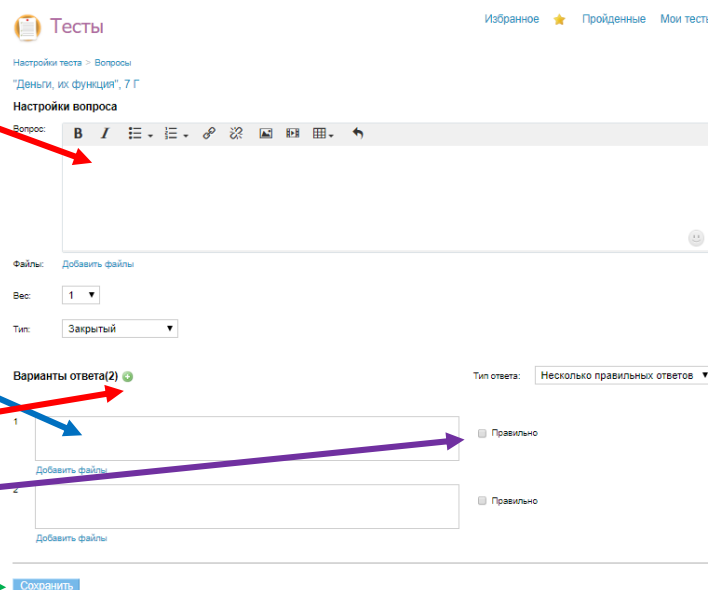 Тесты
Избранное Пройденные Мои тесты
Настройки теста > Вопросы
"Деньги, их функция", 7 Г
Настройки вопроса
Вопрос:
B I
Файлы: Добавить файлы
Вес: 1
Тип: Закрытый
Варианты ответа(2)
Тип ответа: Несколько правильных ответов
1
Правильно
Добавить файлы
2
Правильно
Добавить файлы
Сохранить